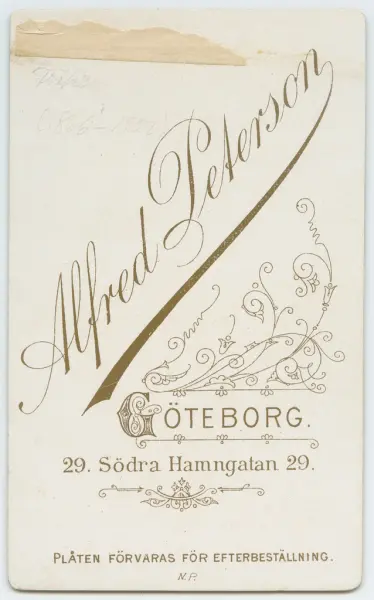 Alfred Peterson
GÖTEBORG.
29. Södra Hamngatan 29.
PLÅTEN FÖRVARAS FÖR EFTERBESTÄLLNING.
N.P.